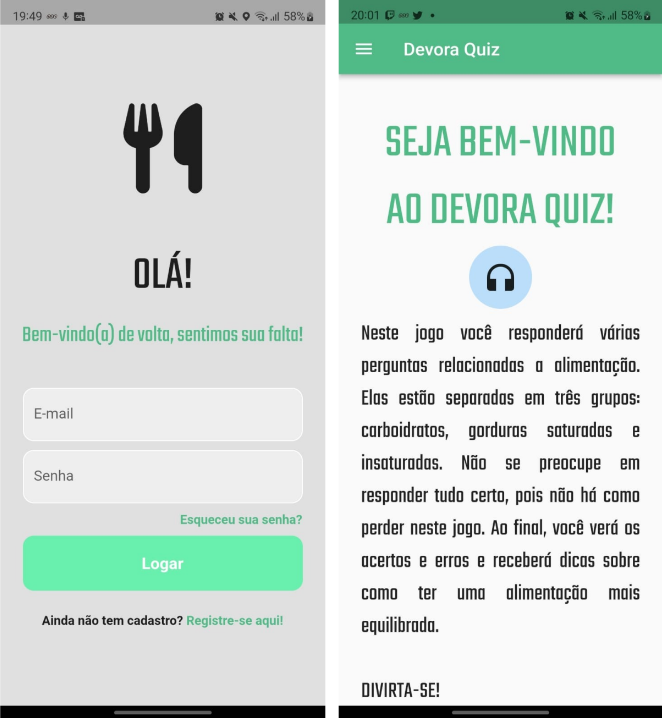 19:49
58%
OLÁ!
Bem-vindo(a) de volta, sentimos sua falta!
E-mail
Senha
Esqueceu sua senha?
Logar
Ainda não tem cadastro? Registre-se aqui!
20:01
58%
Devora Quiz
SEJA BEM-VINDO
AO DEVORA QUIZ!
Neste jogo você responderá várias
perguntas relacionadas a alimentação.
Elas estão separadas em três grupos:
carboidratos, gorduras saturadas e
insaturadas. Não se preocupe em
responder tudo certo, pois não há como
perder neste jogo. Ao final, você verá os
acertos e erros e receberá dicas sobre
como ter uma alimentação mais
equilibrada.
DIVIRTA-SE!